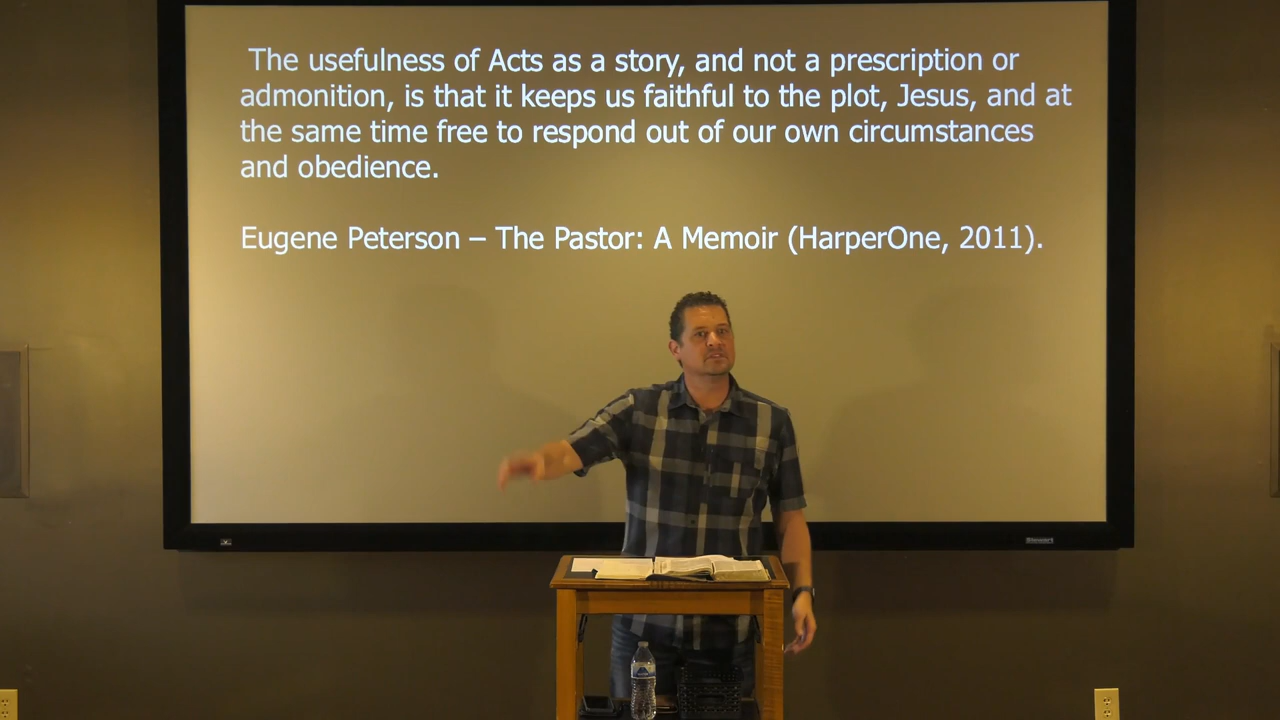 The usefulness of Acts as a story, and not a prescription or
admonition, is that it keeps us faithful to the plot, Jesus, and at
the same time free to respond out of our own circumstances
and obedience.
Eugene Peterson – The Pastor: A Memoir (HarperOne, 2011).
Stewart